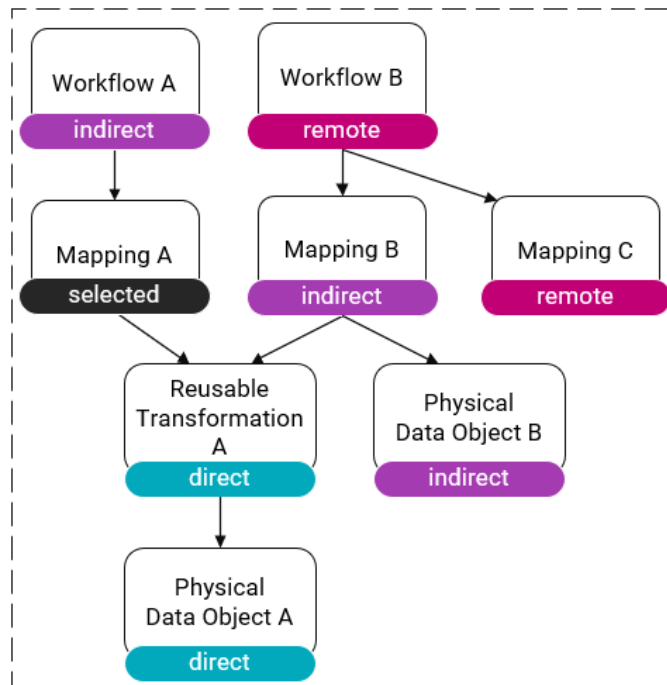 Workflow A
indirect
Workflow B
remote
Mapping A
selected
Mapping B
indirect
Mapping C
remote
Reusable
Transformation
A
direct
Physical
Data Object B
indirect
Physical
Data Object A
direct